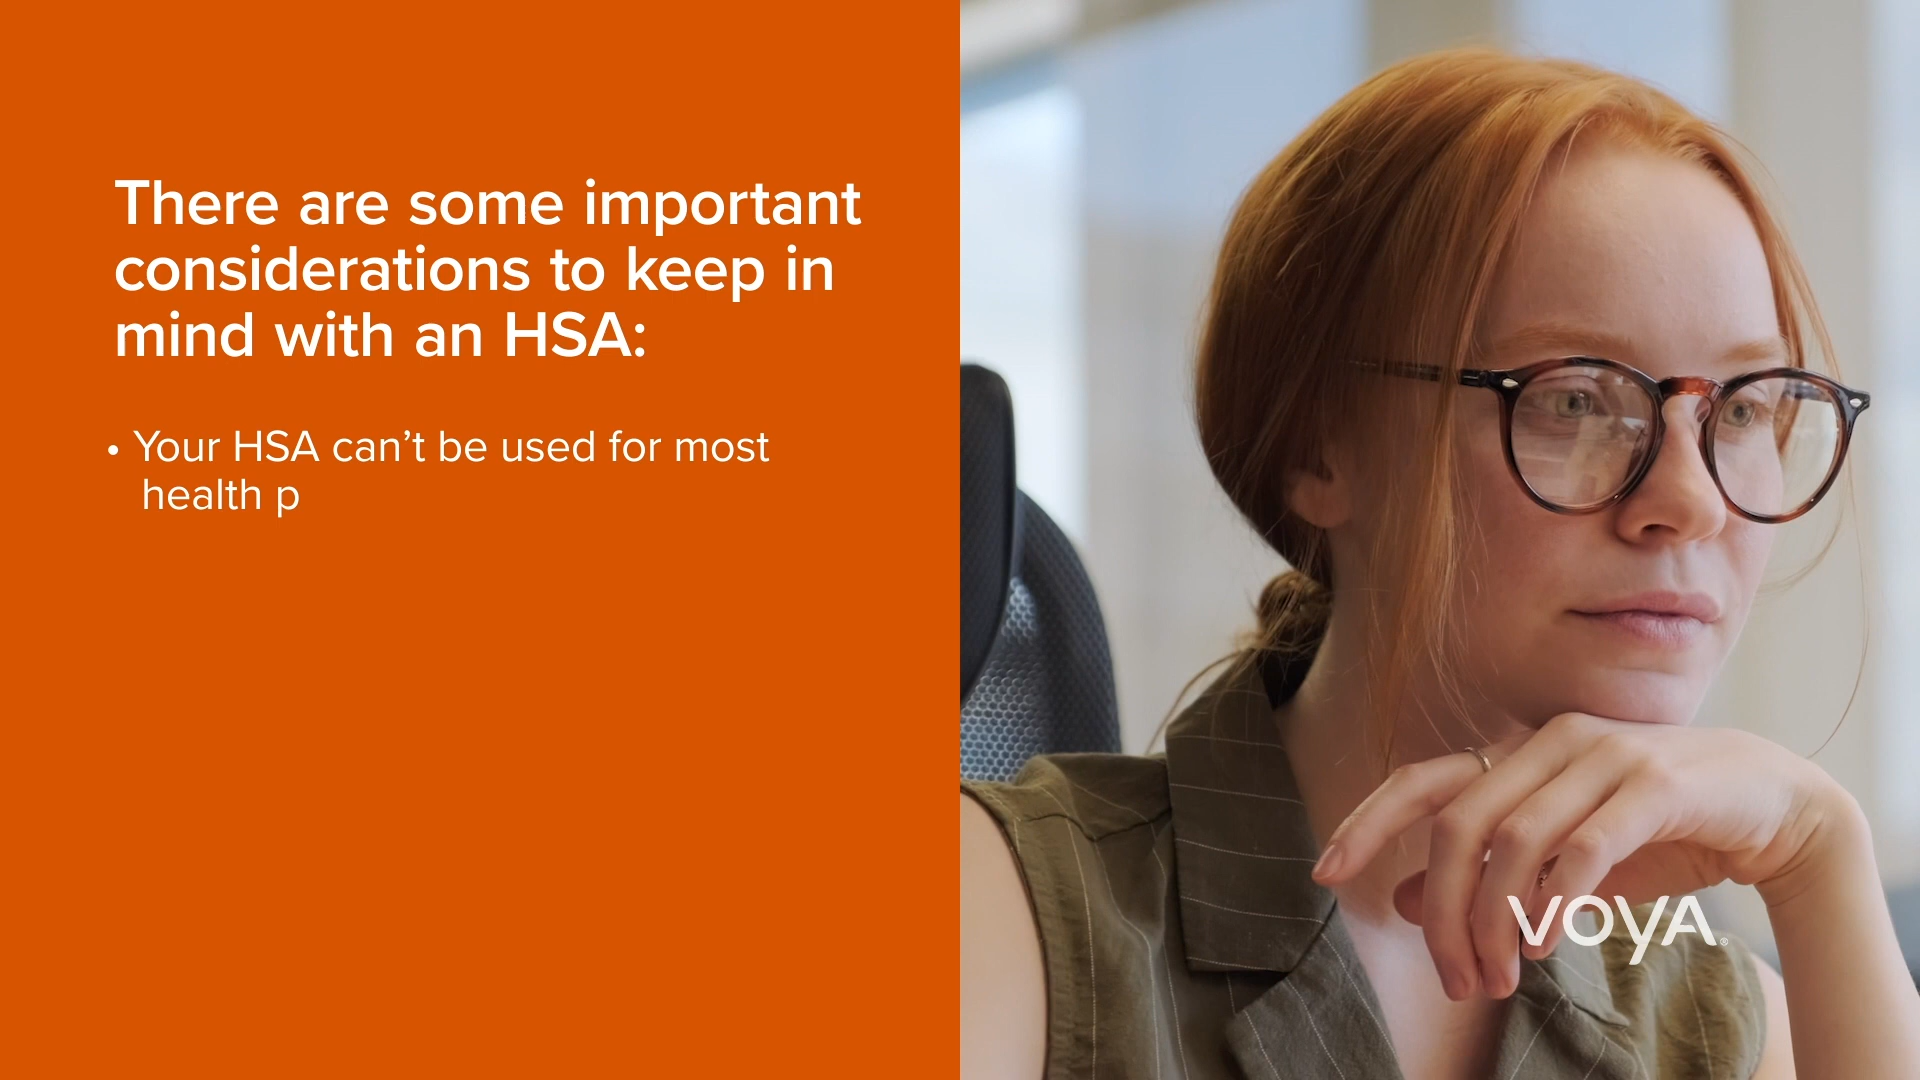 There are some important
considerations to keep in
mind with an HSA:
• Your HSA can’t be used for most
health p
VOYA®